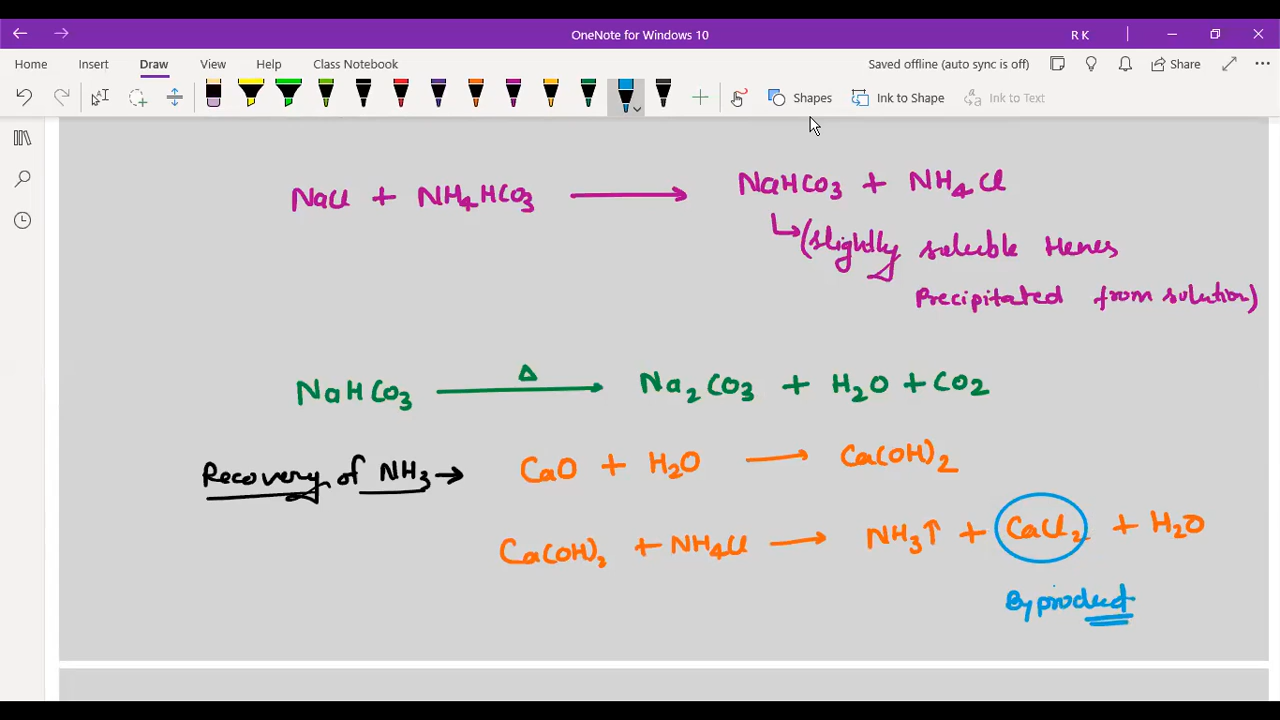 OneNote for Windows 10
R K
Home Insert Draw View Help Class Notebook
Saved offline (auto sync is off) Share
Shapes Ink to Shape Ink to Text
NaCl + NH4HCO3 → NaHCO3 + NH4Cl
(slightly soluble Hence
Precipitated from solution)
NaHCO3 Δ→ Na2CO3 + H2O + CO2
Recovery of NH3 → CaO + H2O → Ca(OH)2
Ca(OH)2 + NH4Cl → NH3↑ + CaCl2 + H2O
Byproduct